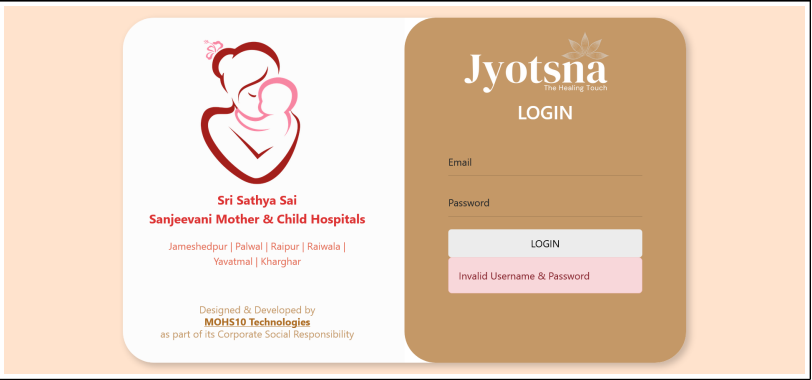 Sri Sathya Sai
Sanjeevani Mother & Child Hospitals
Jameshedpur | Palwal | Raipur | Raiwala |
Yavatmal | Kharghar
Designed & Developed by
MOHS10 Technologies
as part of its Corporate Social Responsibility
Jyotsna
The Healing Touch
LOGIN
Email
Password
LOGIN
Invalid Username & Password